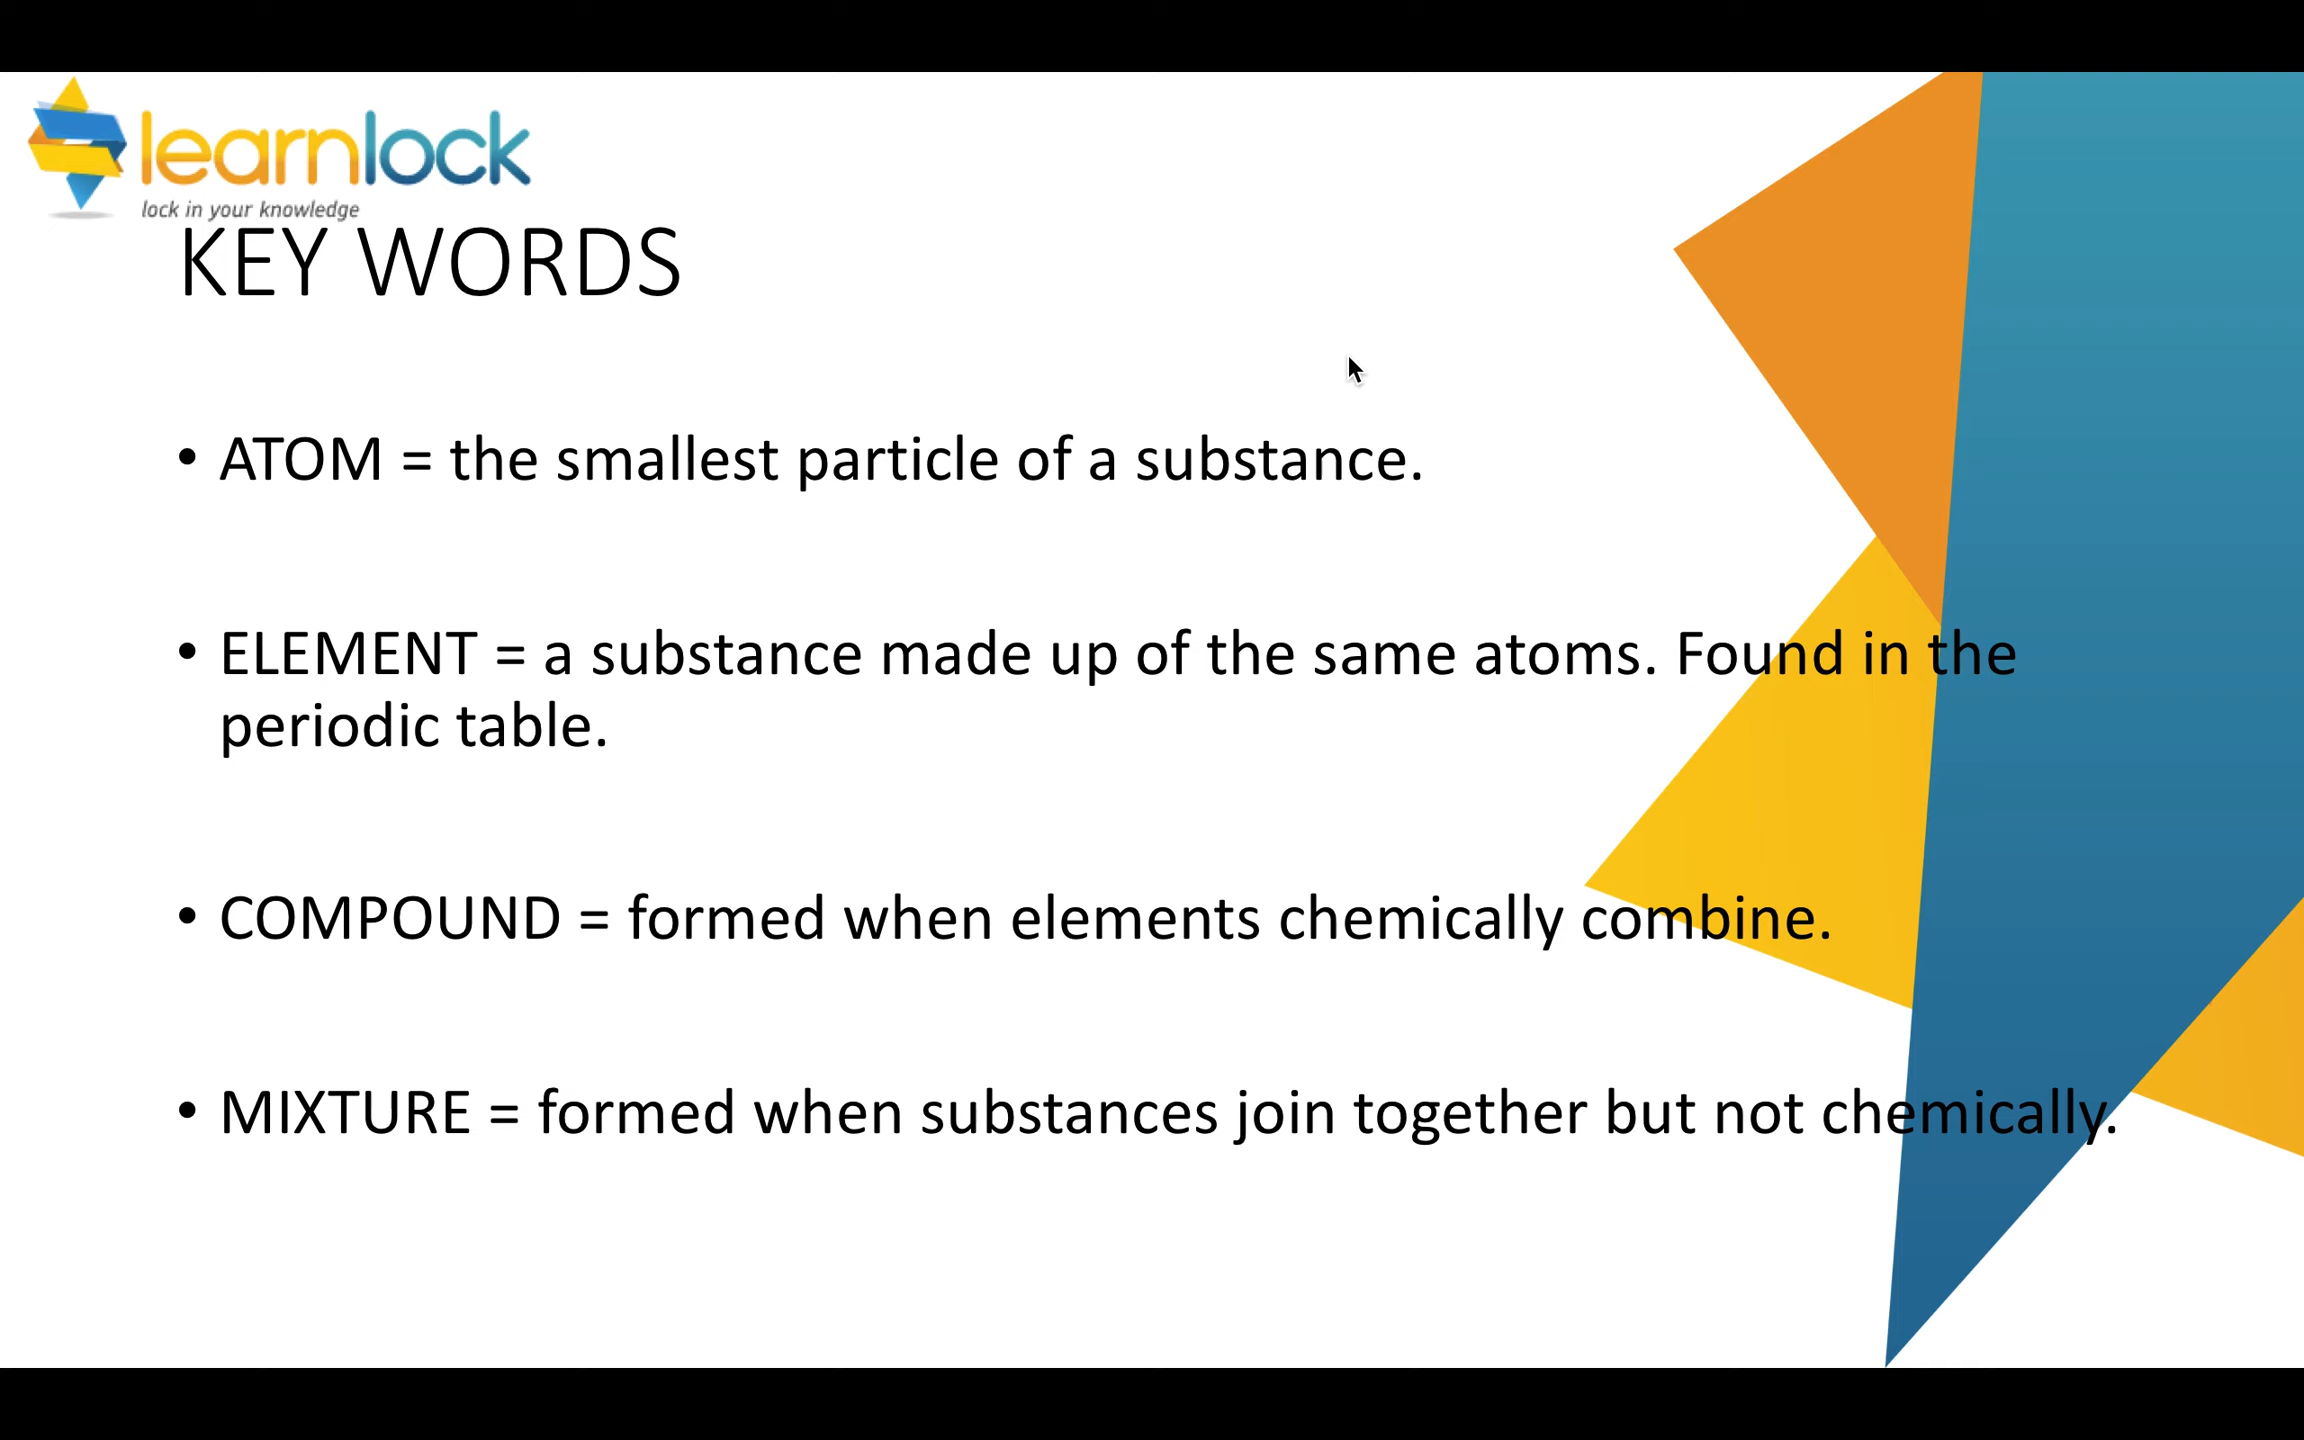 learnlock
lock in your knowledge
KEY WORDS
• ATOM = the smallest particle of a substance.
• ELEMENT = a substance made up of the same atoms. Found in the
periodic table.
• COMPOUND = formed when elements chemically combine.
• MIXTURE = formed when substances join together but not chemically.